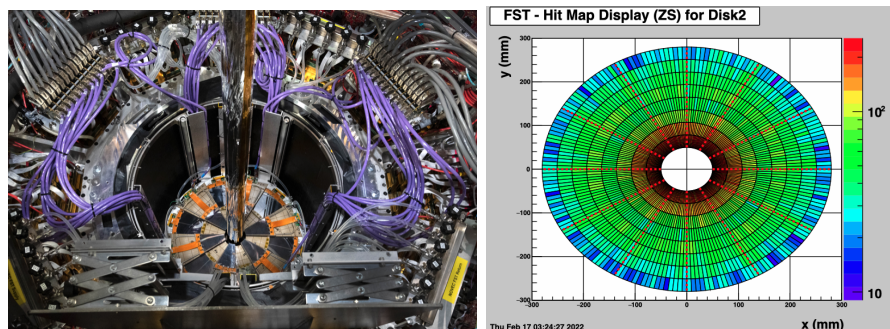 FST - Hit Map Display (ZS) for Disk2
y (mm)
300
200
100
0
−100
−200
−300
−300 −200 −100 0 100 200 300
x (mm)
10²
10
Thu Feb 17 03:24:27 2022